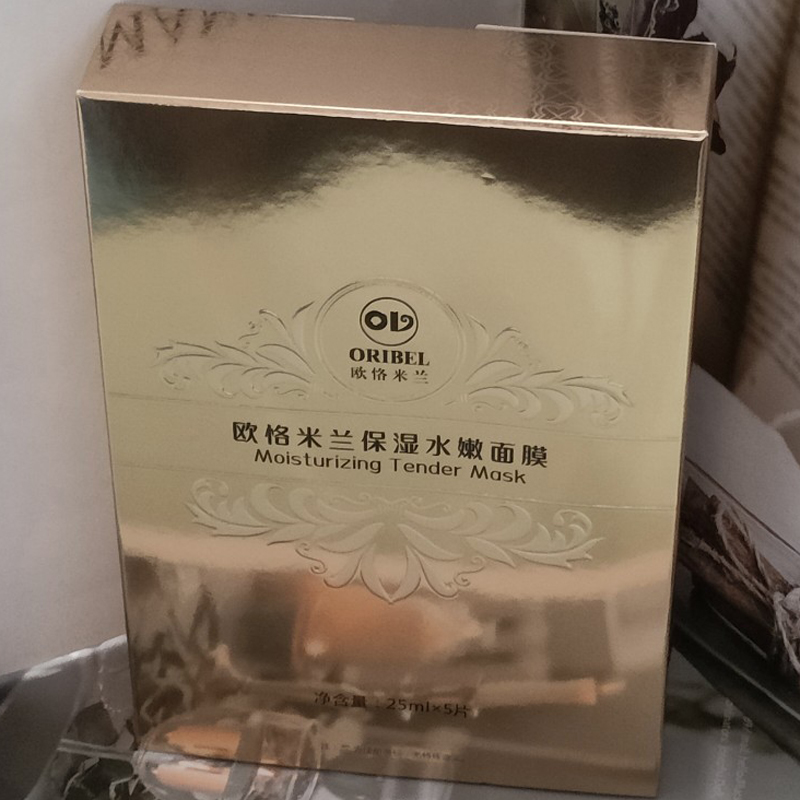 ORIBEL
欧恪米兰
欧恪米兰保湿水嫩面膜
Moisturizing Tender Mask
净含量：25ml×5片